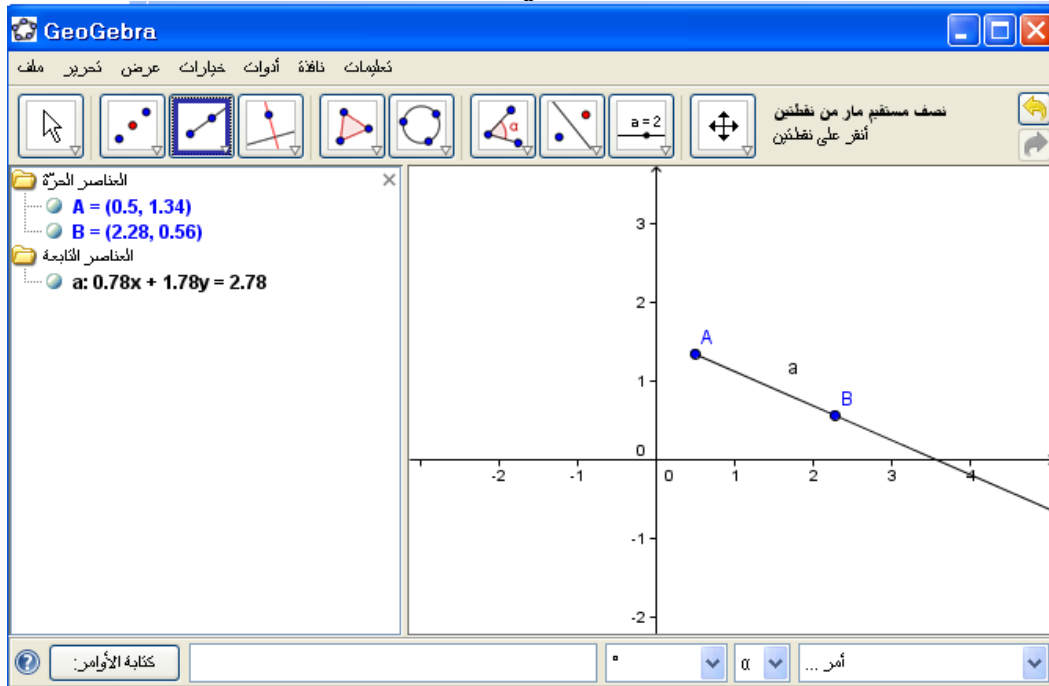 GeoGebra
ملف تحرير عرض خيارات أدوات نافذة تعليمات
a = 2
α
نصف مستقيم مار من نقطتين
أنقر على نقطتين
العناصر الحرّة
A = (0.5, 1.34)
B = (2.28, 0.56)
العناصر التابعة
a: 0.78x + 1.78y = 2.78
3
2
A
a
1
B
0
-2
-1
0
1
2
3
4
-1
-2
كتابة الأوامر:
°
α
أمر ...